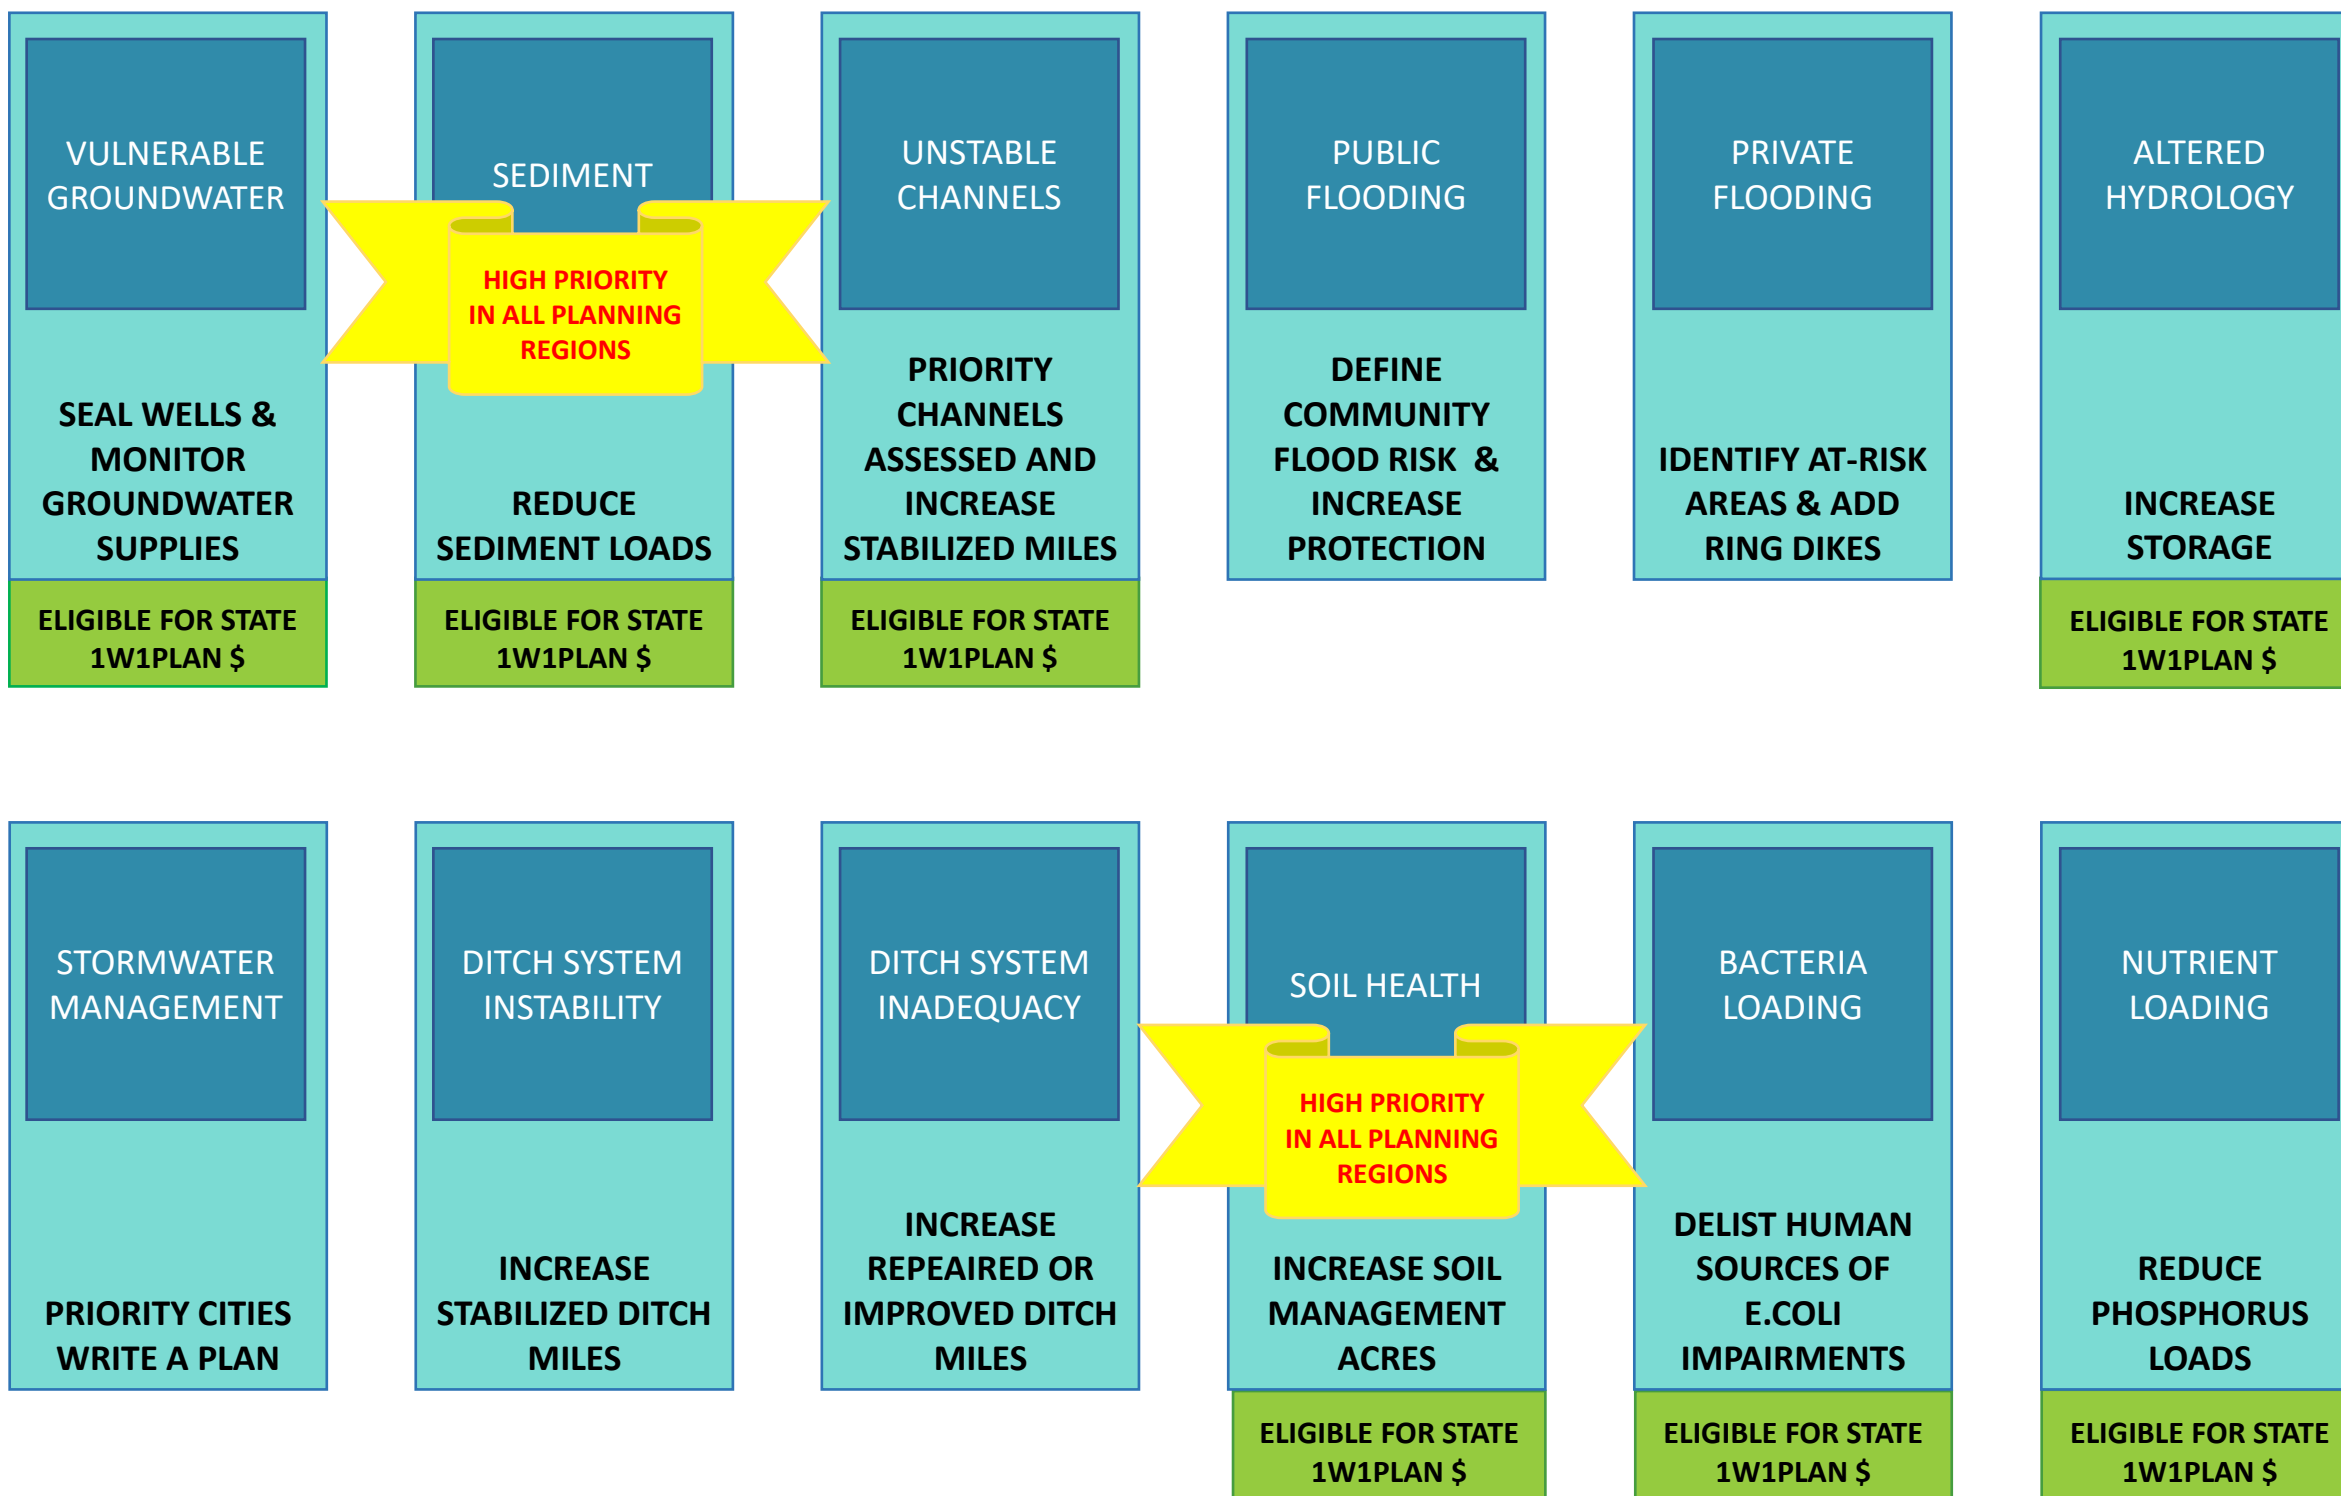 VULNERABLE
GROUNDWATER
SEAL WELLS &
MONITOR
GROUNDWATER
SUPPLIES
ELIGIBLE FOR STATE
1W1PLAN $
SEDIMENT
HIGH PRIORITY
IN ALL PLANNING
REGIONS
REDUCE
SEDIMENT LOADS
ELIGIBLE FOR STATE
1W1PLAN $
UNSTABLE
CHANNELS
PRIORITY
CHANNELS
ASSESSED AND
INCREASE
STABILIZED MILES
ELIGIBLE FOR STATE
1W1PLAN $
PUBLIC
FLOODING
DEFINE
COMMUNITY
FLOOD RISK &
INCREASE
PROTECTION
PRIVATE
FLOODING
IDENTIFY AT-RISK
AREAS & ADD
RING DIKES
ALTERED
HYDROLOGY
INCREASE
STORAGE
ELIGIBLE FOR STATE
1W1PLAN $
STORMWATER
MANAGEMENT
PRIORITY CITIES
WRITE A PLAN
DITCH SYSTEM
INSTABILITY
INCREASE
STABILIZED DITCH
MILES
DITCH SYSTEM
INADEQUACY
INCREASE
REPEAIRED OR
IMPROVED DITCH
MILES
SOIL HEALTH
HIGH PRIORITY
IN ALL PLANNING
REGIONS
INCREASE SOIL
MANAGEMENT
ACRES
ELIGIBLE FOR STATE
1W1PLAN $
BACTERIA
LOADING
DELIST HUMAN
SOURCES OF
E.COLI
IMPAIRMENTS
ELIGIBLE FOR STATE
1W1PLAN $
NUTRIENT
LOADING
REDUCE
PHOSPHORUS
LOADS
ELIGIBLE FOR STATE
1W1PLAN $